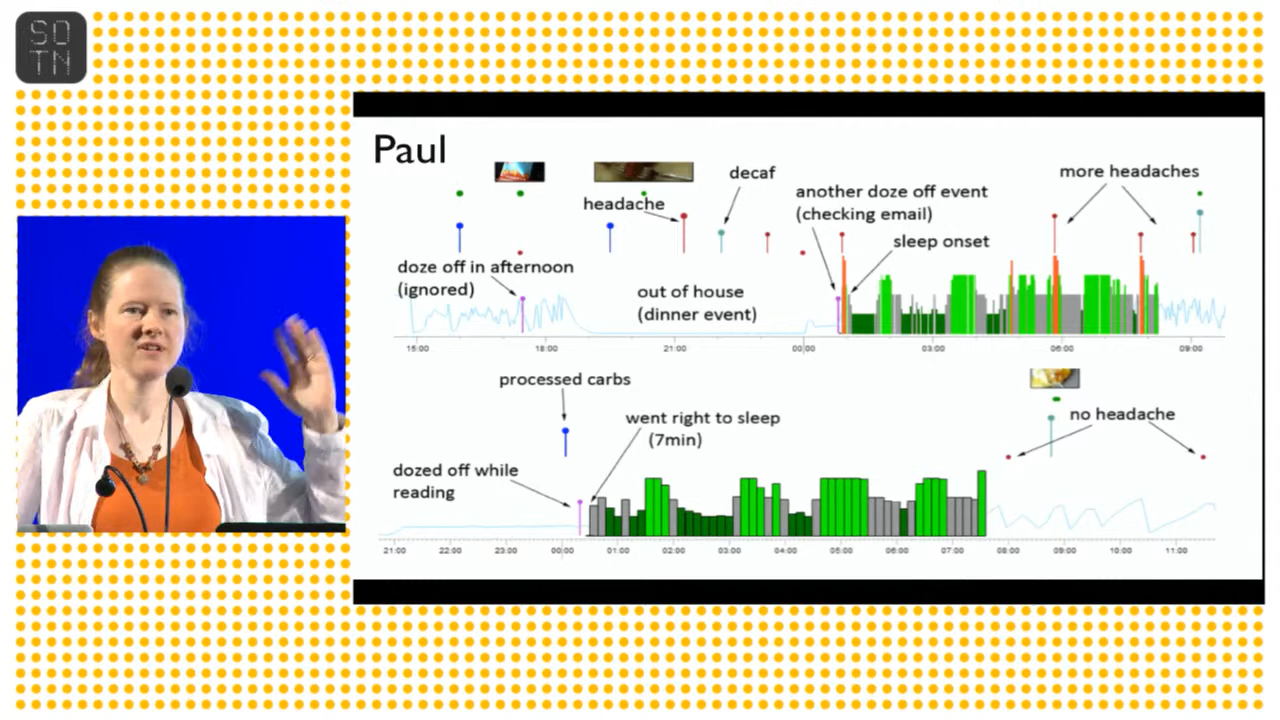 SO
TN
Paul
decaf
more headaches
another doze off event
(checking email)
headache
sleep onset
doze off in afternoon
(ignored)
out of house
(dinner event)
15:00 18:00 21:00 00:00 03:00 06:00 09:00
processed carbs
went right to sleep
(7min)
no headache
dozed off while
reading
21:00 22:00 23:00 00:00 01:00 02:00 03:00 04:00 05:00 06:00 07:00 08:00 09:00 10:00 11:00